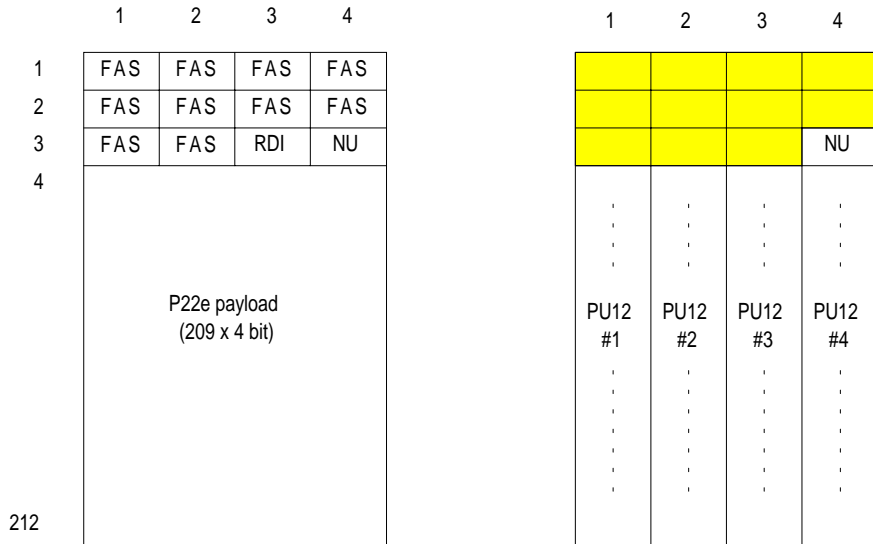 1 2 3 4
1 FAS FAS FAS FAS
2 FAS FAS FAS FAS
3 FAS FAS RDI NU
4
P22e payload
(209 x 4 bit)
212
1 2 3 4
NU
PU12 PU12 PU12 PU12
#1 #2 #3 #4